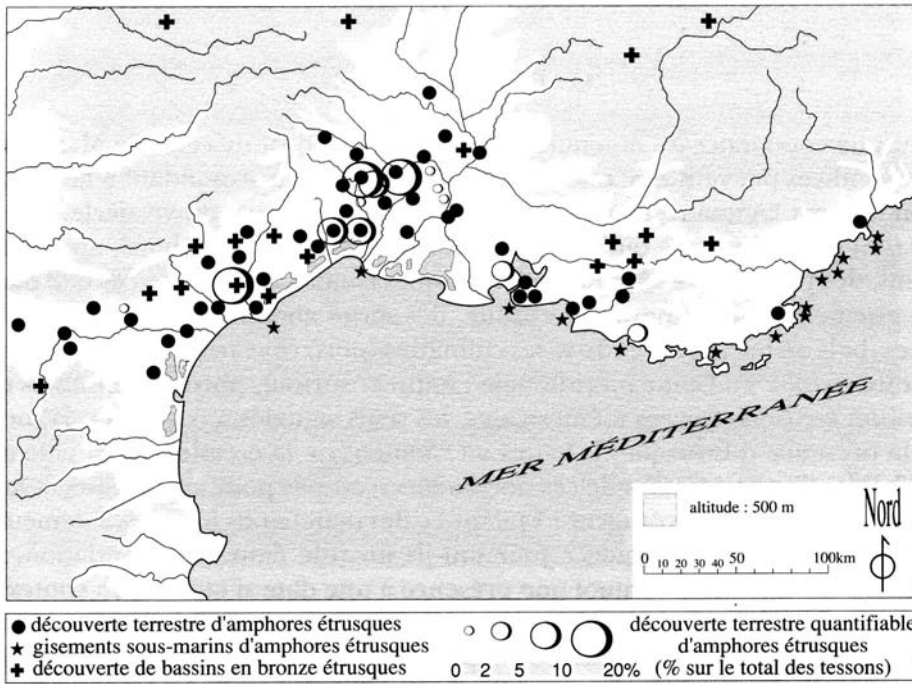 MER MÉDITERRANÉE
altitude : 500 m
Nord
0 10 20 30 40 50 100km
découverte terrestre d'amphores étrusques
gisements sous-marins d'amphores étrusques
découverte de bassins en bronze étrusques
0 2 5 10 20%
découverte terrestre quantifiable
d'amphores étrusques
(% sur le total des tessons)